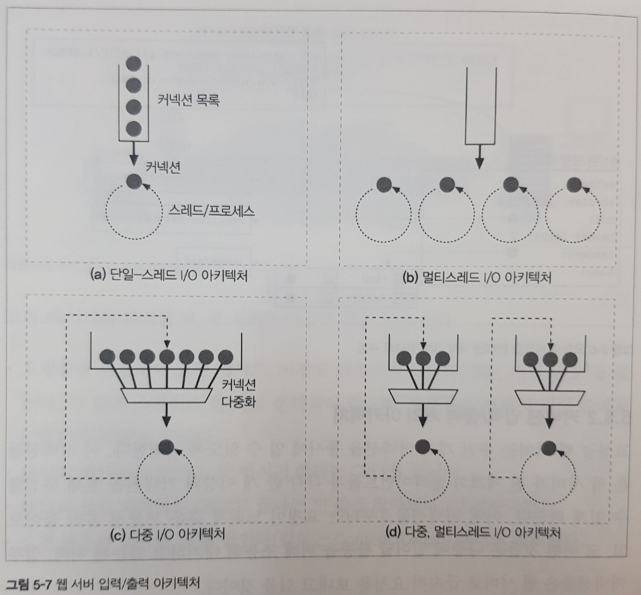 커넥션 목록
커넥션
스레드/프로세스
(a) 단일-스레드 I/O 아키텍처
(b) 멀티스레드 I/O 아키텍처
커넥션
다중화
(c) 다중 I/O 아키텍처
(d) 다중, 멀티스레드 I/O 아키텍처
그림 5-7 웹 서버 입력/출력 아키텍처